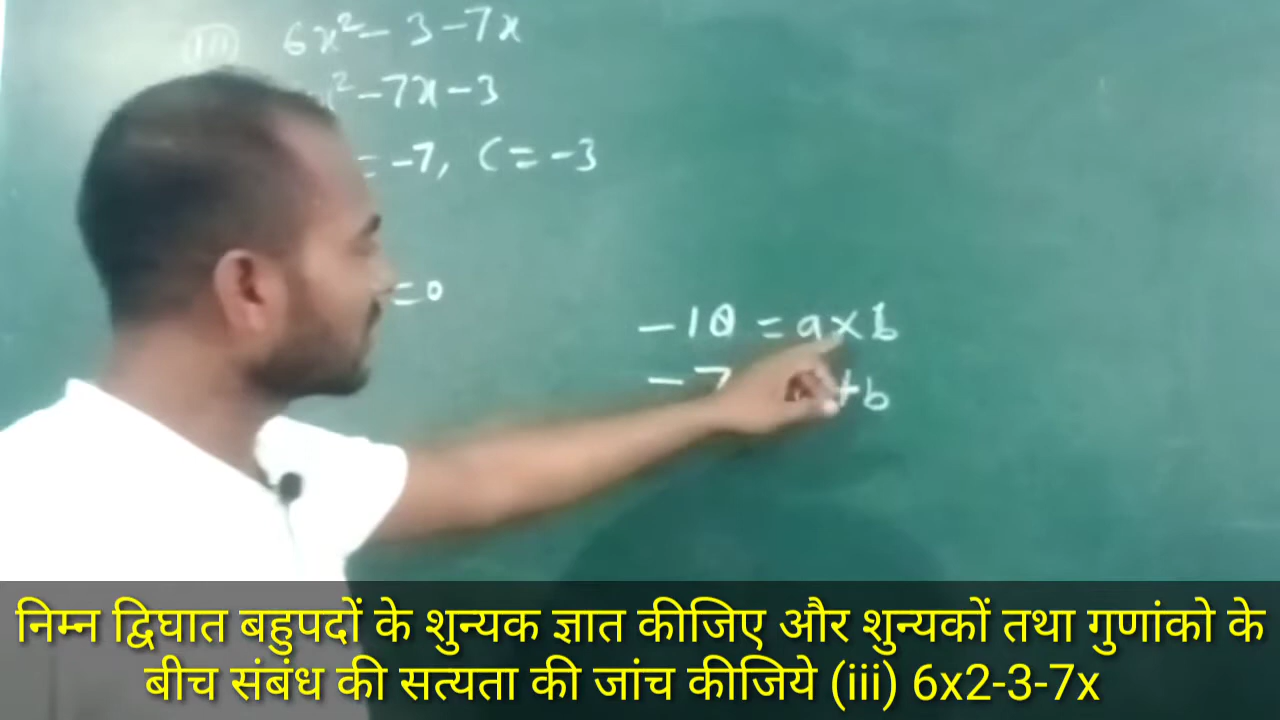 (iii) 6x² - 3 - 7x
x² - 7x - 3
= -7, C = -3
= 0
-18 = a × b
-7 + b
निम्न द्विघात बहुपदों के शुन्यक ज्ञात कीजिए और शुन्यकों तथा गुणांको के
बीच संबंध की सत्यता की जांच कीजिये (iii) 6x2-3-7x